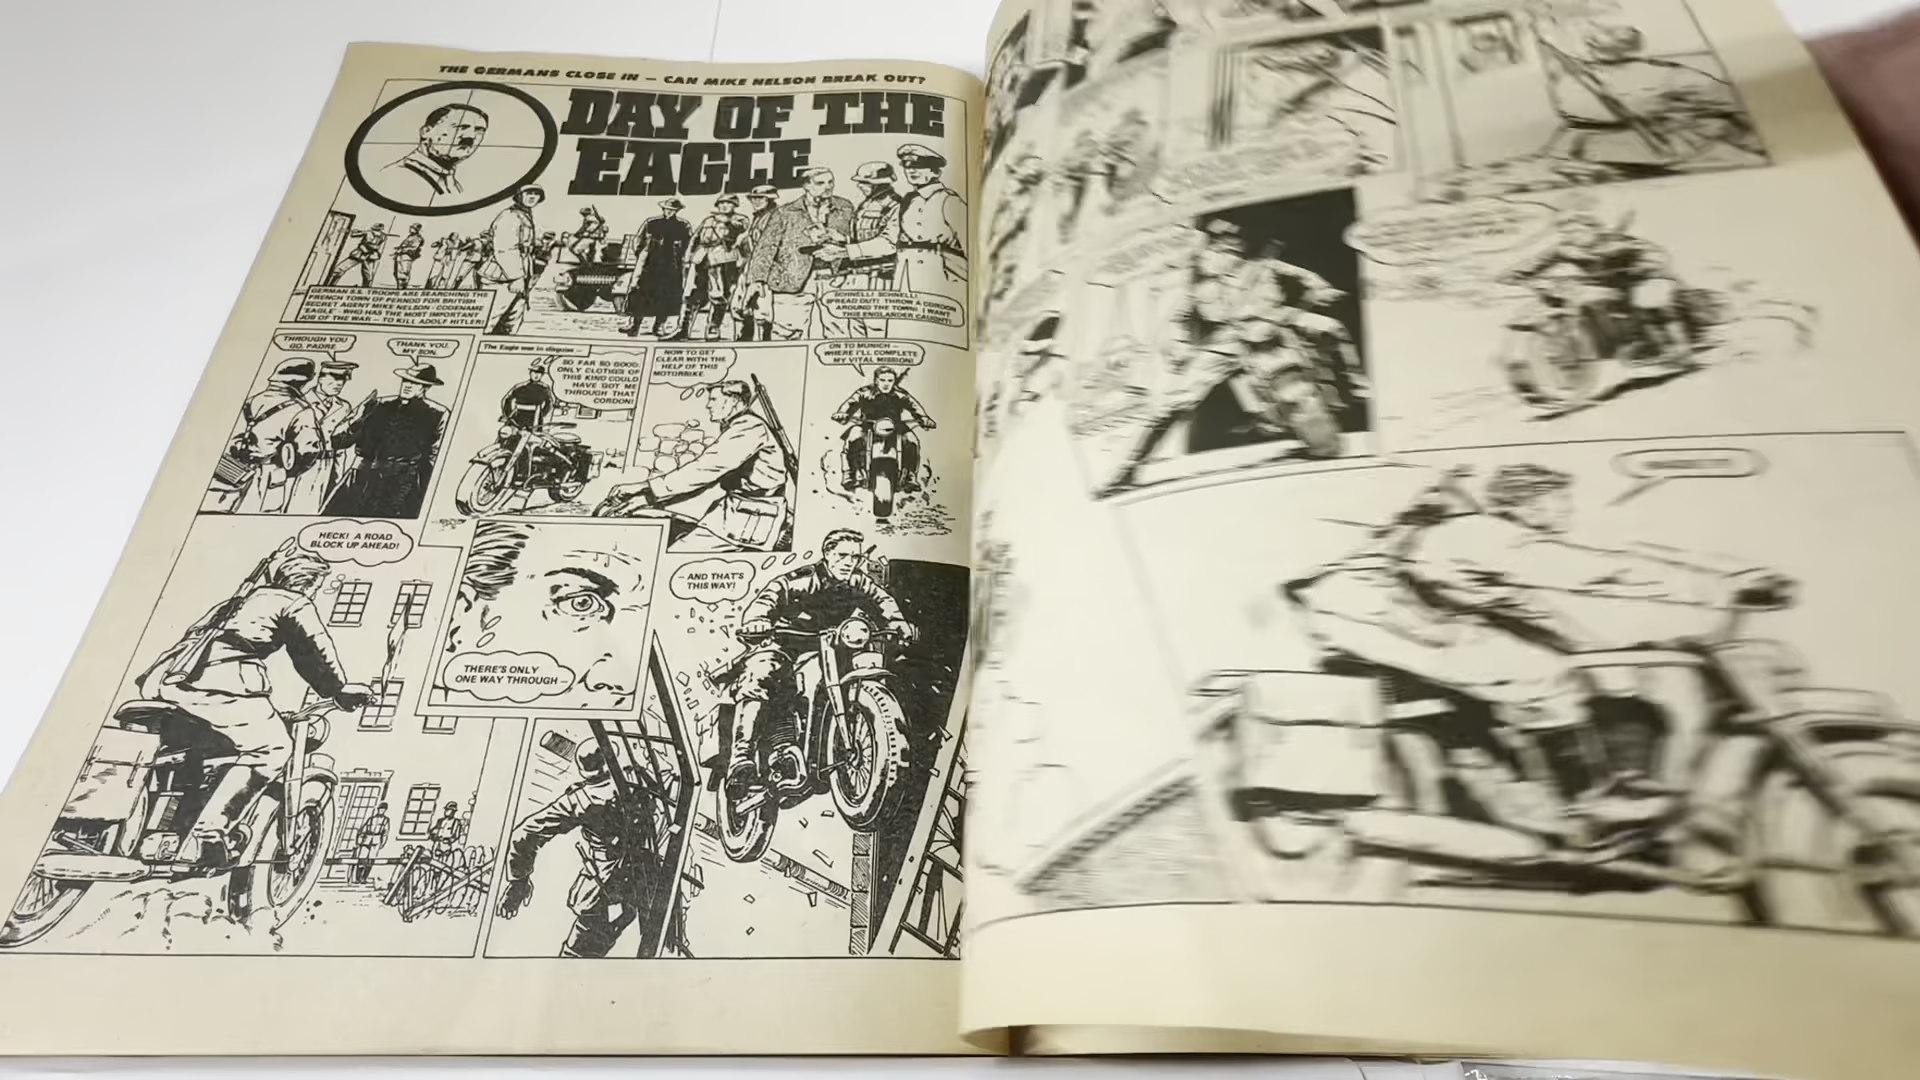 THE GERMANS CLOSE IN — CAN MIKE NELSON BREAK OUT?
DAY OF THE
EAGLE
GERMAN S.S. TROOPS ARE SEARCHING THE
FRENCH TOWN OF PERNOD FOR BRITISH
SECRET AGENT MIKE NELSON - CODENAME
'EAGLE' - WHO HAS THE MOST IMPORTANT
JOB OF THE WAR — TO KILL ADOLF HITLER!
SCHNELL! SCHNELL!
SPREAD OUT! THROW A CORDON
AROUND THE TOWN! I WANT
THIS ENGLANDER CAUGHT!
THROUGH YOU
GO, PADRE.
THANK YOU,
MY SON.
The Eagle was in disguise —
SO FAR SO GOOD.
ONLY CLOTHES OF
THIS KIND COULD
HAVE GOT ME
THROUGH THAT
CORDON!
NOW TO GET
CLEAR WITH THE
HELP OF THIS
MOTORBIKE.
ON TO MUNICH —
WHERE I'LL COMPLETE
MY VITAL MISSION!
HECK! A ROAD
BLOCK UP AHEAD!
THERE'S ONLY
ONE WAY THROUGH —
— AND THAT'S
THIS WAY!